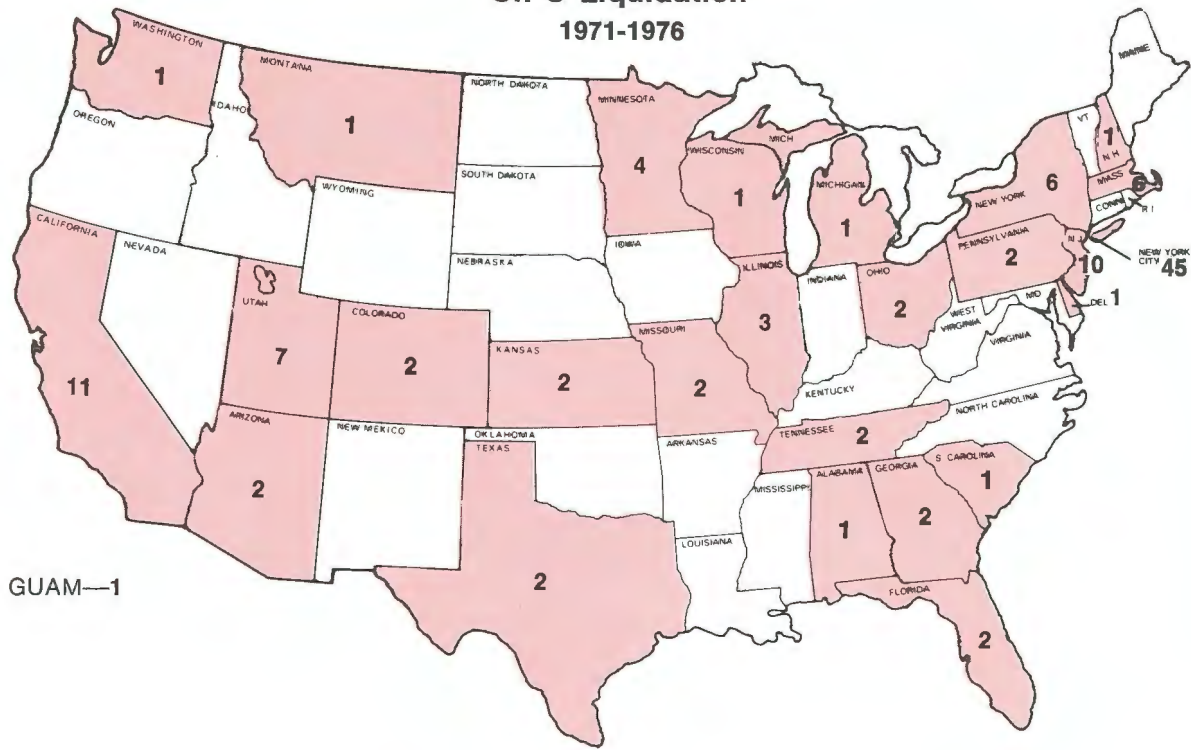 1971-1976
WASHINGTON
1
MONTANA
1
NORTH DAKOTA
MINNESOTA
4
MAINE
OREGON
IDAHO
MICH
VT
1
N H
WISCONSIN
1
SOUTH DAKOTA
WYOMING
MICHIGAN
1
NEW YORK
6
MASS
6
CONN
R I
CALIFORNIA
11
NEVADA
IOWA
NEBRASKA
PENNSYLVANIA
2
N J
10
NEW YORK
CITY 45
UTAH
7
ILLINOIS
3
INDIANA
OHIO
2
MD
DEL 1
COLORADO
2
WEST
VIRGINIA
VIRGINIA
KANSAS
2
MISSOURI
2
KENTUCKY
NORTH CAROLINA
ARIZONA
2
NEW MEXICO
OKLAHOMA
TEXAS
2
ARKANSAS
TENNESSEE
2
S CAROLINA
1
MISSISSIPPI
ALABAMA
1
GEORGIA
2
LOUISIANA
GUAM—1
FLORIDA
2